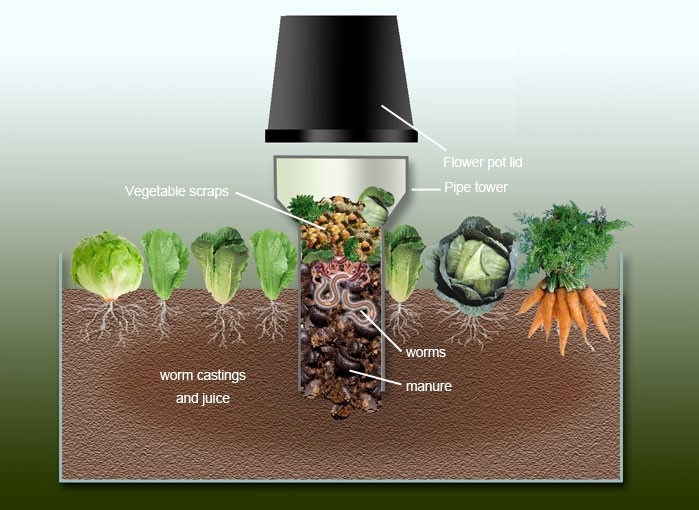 Flower pot lid
Pipe tower
Vegetable scraps
worms
worm castings
and juice
manure